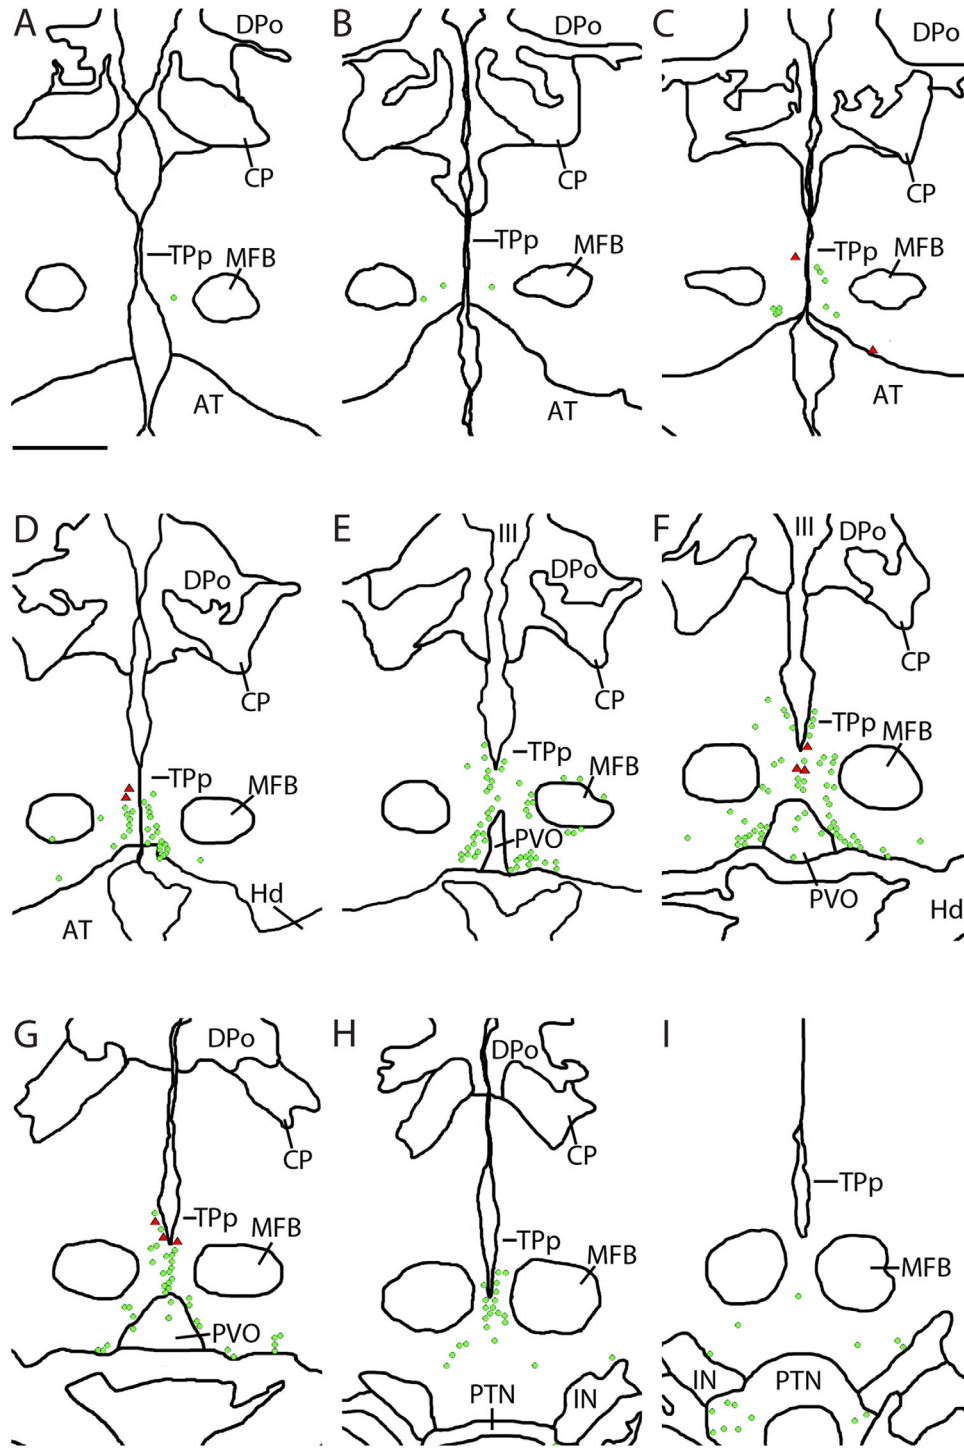 A
DPo
CP
TPp
MFB
AT
B
DPo
CP
TPp
MFB
AT
C
DPo
CP
TPp
MFB
AT
D
DPo
CP
TPp
MFB
Hd
AT
E
III
DPo
CP
TPp
MFB
PVO
F
III
DPo
CP
TPp
MFB
PVO
Hd
G
DPo
CP
TPp
MFB
PVO
H
DPo
CP
TPp
MFB
PTN
IN
I
TPp
MFB
IN
PTN